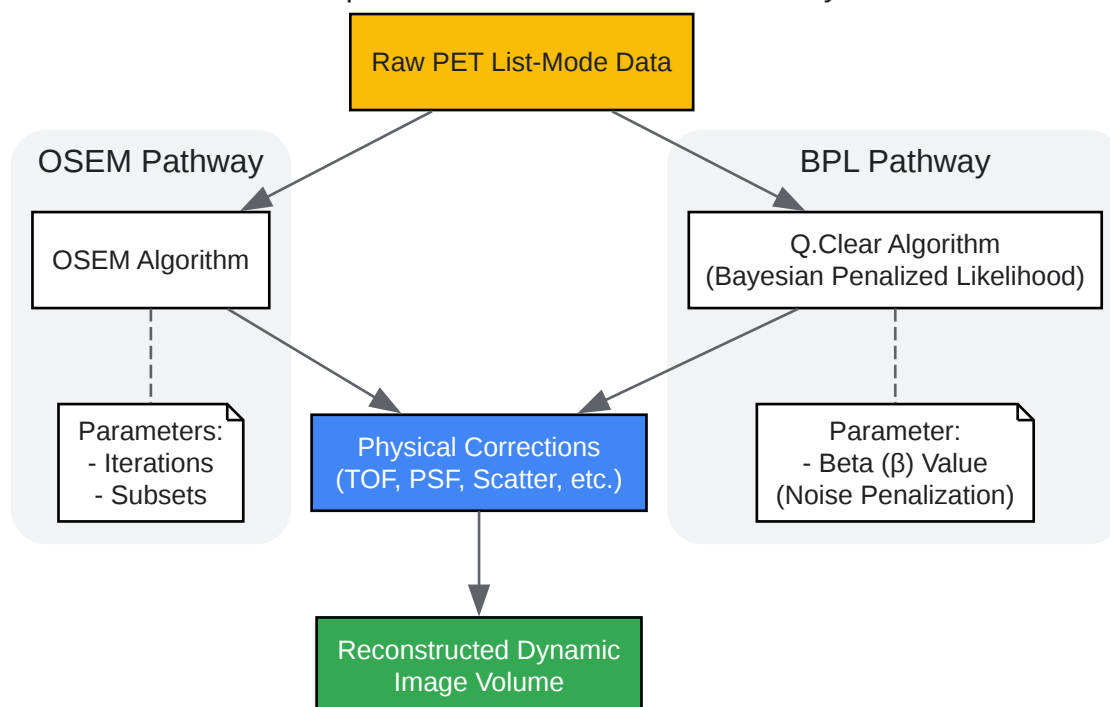 Raw PET List-Mode Data
OSEM Pathway
BPL Pathway
OSEM Algorithm
Q.Clear Algorithm
(Bayesian Penalized Likelihood)
Parameters:
- Iterations
- Subsets
Physical Corrections
(TOF, PSF, Scatter, etc.)
Parameter:
- Beta (β) Value
(Noise Penalization)
Reconstructed Dynamic
Image Volume